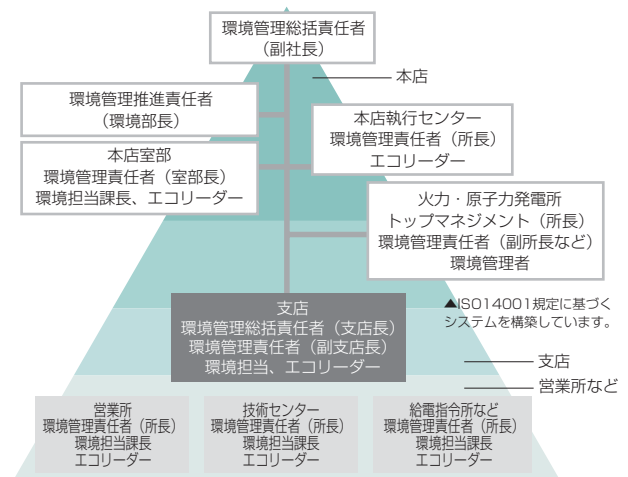 環境管理総括責任者
（副社長）
本店
環境管理推進責任者
（環境部長）
本店執行センター
環境管理責任者（所長）
エコリーダー
本店室部
環境管理責任者（室部長）
環境担当課長、エコリーダー
火力・原子力発電所
トップマネジメント（所長）
環境管理責任者（副所長など）
環境管理者
▲ISO14001規定に基づく
システムを構築しています。
支店
環境管理総括責任者（支店長）
環境管理責任者（副支店長）
環境担当、エコリーダー
支店
営業所など
営業所
環境管理責任者（所長）
環境担当課長
エコリーダー
技術センター
環境管理責任者（所長）
環境担当課長
エコリーダー
給電指令所など
環境管理責任者（所長）
環境担当課長
エコリーダー